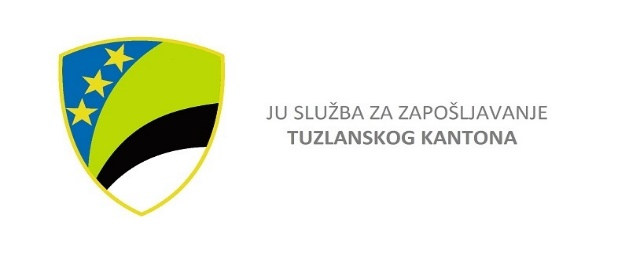 JU SLUŽBA ZA ZAPOŠLJAVANJE
TUZLANSKOG KANTONA